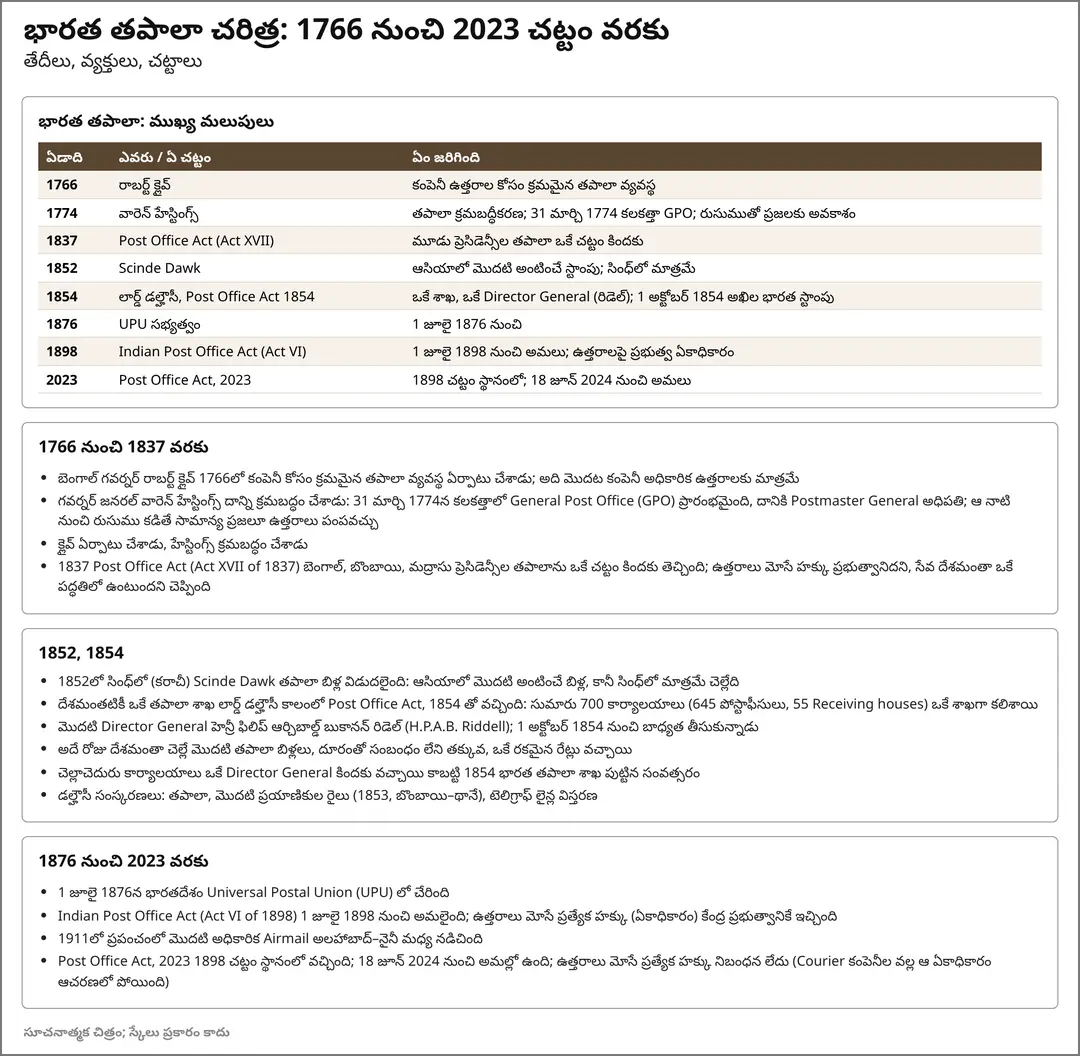 భారత తపాలా చరిత్ర: 1766 నుంచి 2023 చట్టం వరకు
తేదీలు, వ్యక్తులు, చట్టాలు
భారత తపాలా: ముఖ్య మలుపులు
ఏడాది ఎవరు / ఏ చట్టం ఏం జరిగింది
1766 రాబర్ట్ క్లైవ్ కంపెనీ ఉత్తరాల కోసం క్రమమైన తపాలా వ్యవస్థ
1774 వారెన్ హేస్టింగ్స్ తపాలా క్రమబద్ధీకరణ; 31 మార్చి 1774 కలకత్తా GPO; రుసుముతో ప్రజలకు అవకాశం
1837 Post Office Act (Act XVII) మూడు ప్రెసిడెన్సీల తపాలా ఒకే చట్టం కిందకు
1852 Scinde Dawk ఆసియాలో మొదటి అంటించే స్టాంపు; సింధ్‌లో మాత్రమే
1854 లార్డ్ డల్హౌసీ, Post Office Act 1854 ఒకే శాఖ, ఒకే Director General (రిడెల్); 1 అక్టోబర్ 1854 అఖిల భారత స్టాంపు
1876 UPU సభ్యత్వం 1 జూలై 1876 నుంచి
1898 Indian Post Office Act (Act VI) 1 జూలై 1898 నుంచి అమలు; ఉత్తరాలపై ప్రభుత్వ ఏకాధికారం
2023 Post Office Act, 2023 1898 చట్టం స్థానంలో; 18 జూన్ 2024 నుంచి అమలు
1766 నుంచి 1837 వరకు
• బెంగాల్ గవర్నర్ రాబర్ట్ క్లైవ్ 1766లో కంపెనీ కోసం క్రమమైన తపాలా వ్యవస్థ ఏర్పాటు చేశాడు; అది మొదట కంపెనీ అధికారిక ఉత్తరాలకు మాత్రమే
• గవర్నర్ జనరల్ వారెన్ హేస్టింగ్స్ దాన్ని క్రమబద్ధం చేశాడు: 31 మార్చి 1774న కలకత్తాలో General Post Office (GPO) ప్రారంభమైంది, దానికి Postmaster General అధిపతి; ఆ నాటి
నుంచి రుసుము కడితే సామాన్య ప్రజలూ ఉత్తరాలు పంపవచ్చు
• క్లైవ్ ఏర్పాటు చేశాడు, హేస్టింగ్స్ క్రమబద్ధం చేశాడు
• 1837 Post Office Act (Act XVII of 1837) బెంగాల్, బొంబాయి, మద్రాసు ప్రెసిడెన్సీల తపాలాను ఒకే చట్టం కిందకు తెచ్చింది; ఉత్తరాలు మోసే హక్కు ప్రభుత్వానిదని, సేవ దేశమంతా ఒకే
పద్ధతిలో ఉంటుందని చెప్పింది
1852, 1854
• 1852లో సింధ్‌లో (కరాచీ) Scinde Dawk తపాలా బిళ్ల విడుదలైంది: ఆసియాలో మొదటి అంటించే బిళ్ల, కానీ సింధ్‌లో మాత్రమే చెల్లేది
• దేశమంతటికీ ఒకే తపాలా శాఖ లార్డ్ డల్హౌసీ కాలంలో Post Office Act, 1854 తో వచ్చింది: సుమారు 700 కార్యాలయాలు (645 పోస్టాఫీసులు, 55 Receiving houses) ఒకే శాఖగా కలిశాయి
• మొదటి Director General హెన్రీ ఫిలిప్ ఆర్చిబాల్డ్ బుకానన్ రిడెల్ (H.P.A.B. Riddell); 1 అక్టోబర్ 1854 నుంచి బాధ్యత తీసుకున్నాడు
• అదే రోజు దేశమంతా చెల్లే మొదటి తపాలా బిళ్లలు, దూరంతో సంబంధం లేని తక్కువ, ఒకే రకమైన రేట్లు వచ్చాయి
• చెల్లాచెదురు కార్యాలయాలు ఒకే Director General కిందకు వచ్చాయి కాబట్టి 1854 భారత తపాలా శాఖ పుట్టిన సంవత్సరం
• డల్హౌసీ సంస్కరణలు: తపాలా, మొదటి ప్రయాణికుల రైలు (1853, బొంబాయి–థానే), టెలిగ్రాఫ్ లైన్ల విస్తరణ
1876 నుంచి 2023 వరకు
• 1 జూలై 1876న భారతదేశం Universal Postal Union (UPU) లో చేరింది
• Indian Post Office Act (Act VI of 1898) 1 జూలై 1898 నుంచి అమలైంది; ఉత్తరాలు మోసే ప్రత్యేక హక్కు (ఏకాధికారం) కేంద్ర ప్రభుత్వానికే ఇచ్చింది
• 1911లో ప్రపంచంలో మొదటి అధికారిక Airmail అలహాబాద్–నైనీ మధ్య నడిచింది
• Post Office Act, 2023 1898 చట్టం స్థానంలో వచ్చింది; 18 జూన్ 2024 నుంచి అమల్లో ఉంది; ఉత్తరాలు మోసే ప్రత్యేక హక్కు నిబంధన లేదు (Courier కంపెనీల వల్ల ఆ ఏకాధికారం
ఆచరణలో పోయింది)
సూచనాత్మక చిత్రం; స్కేలు ప్రకారం కాదు